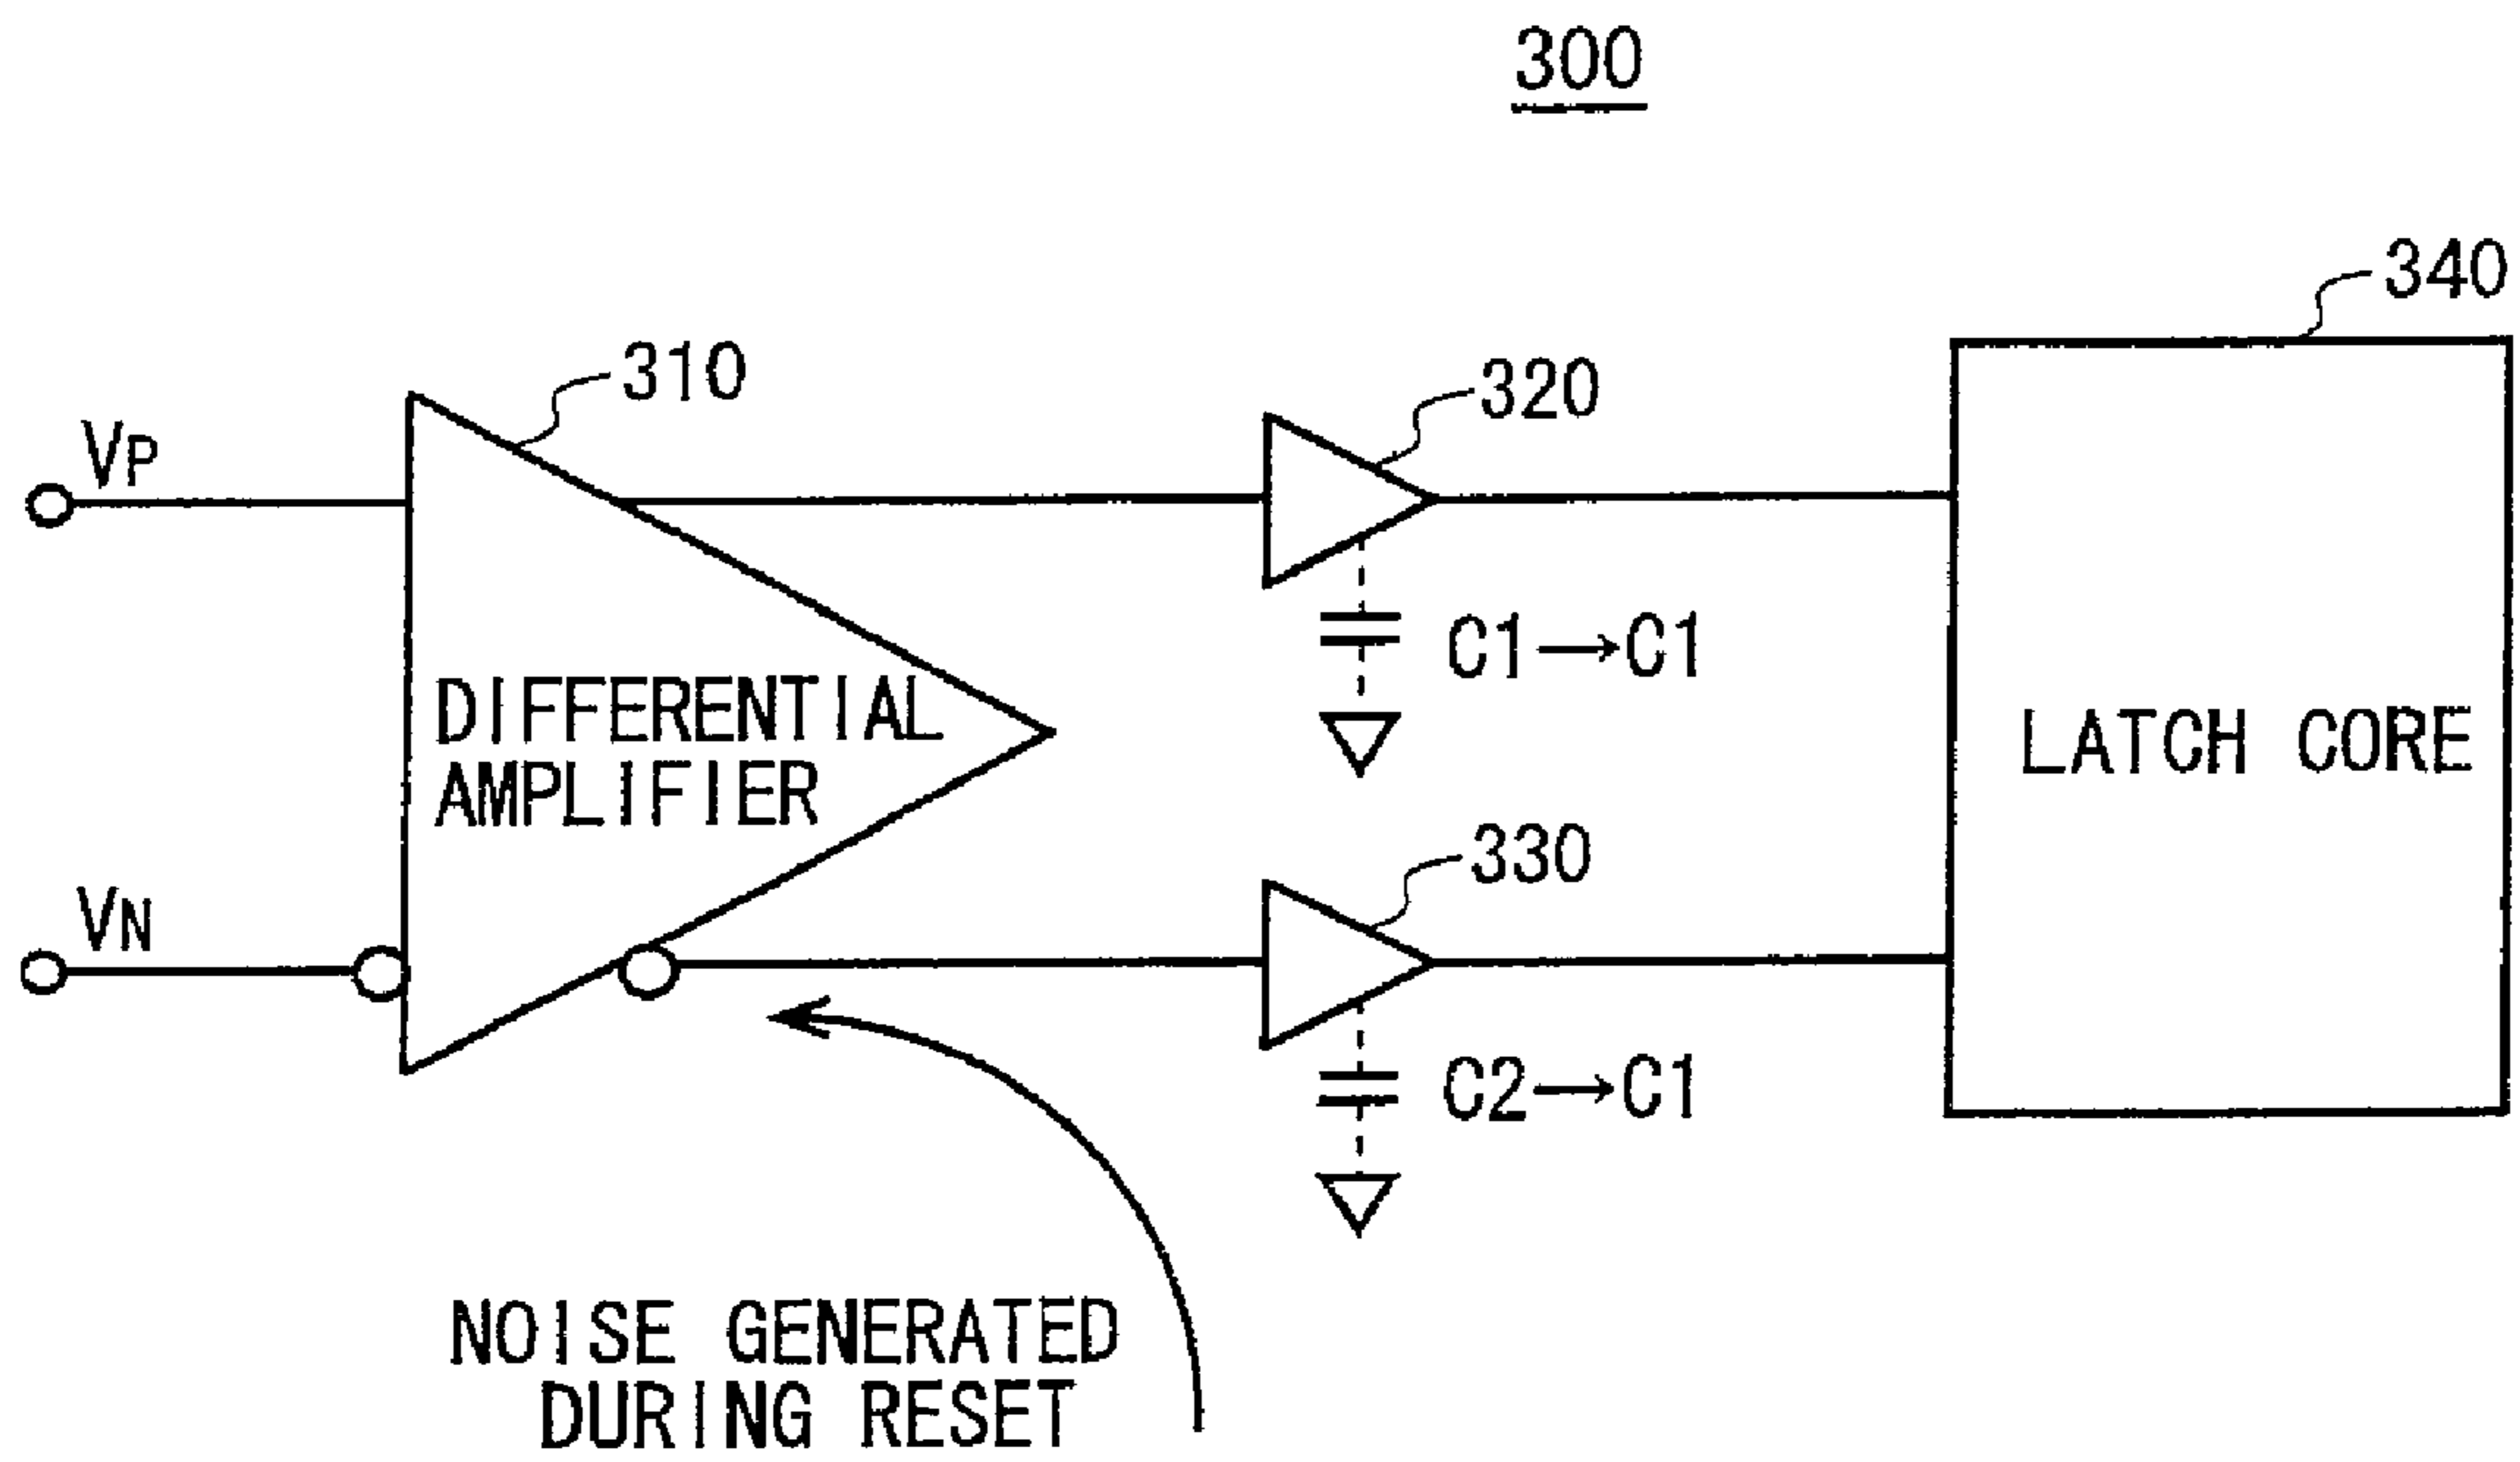 300
340
310
320
VP
C1→C1
DIFFERENTIAL
AMPLIFIER
LATCH CORE
330
VN
C2→C1
NOISE GENERATED
DURING RESET